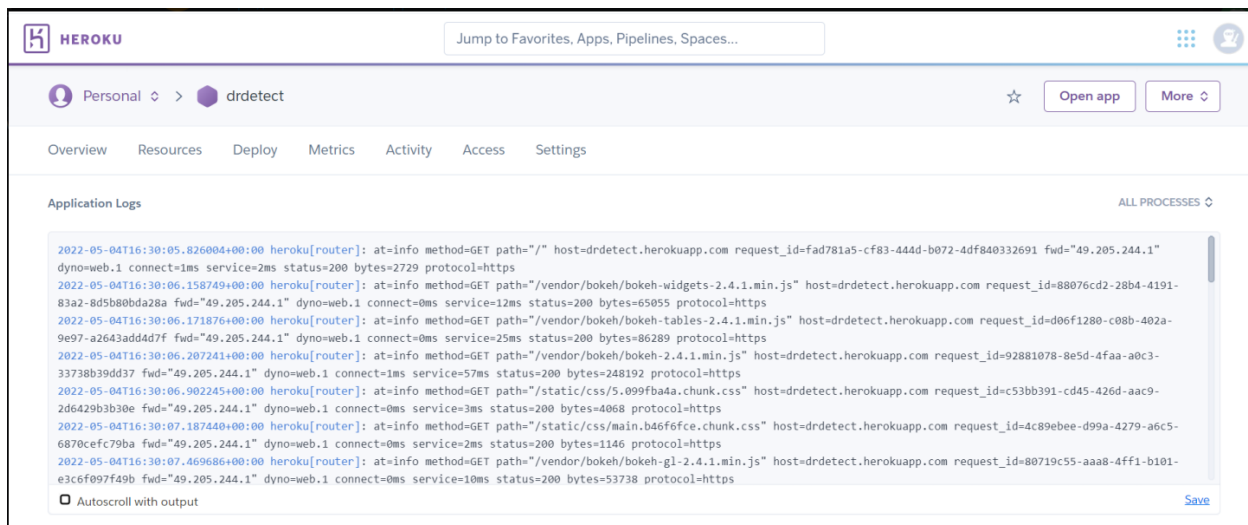 HEROKU
Jump to Favorites, Apps, Pipelines, Spaces...
Personal > drdetect
Open app
More
Overview Resources Deploy Metrics Activity Access Settings
Application Logs
ALL PROCESSES
2022-05-04T16:30:05.826004+00:00 heroku[router]: at=info method=GET path="/" host=drdetect.herokuapp.com request_id=fad781a5-cf83-444d-b072-4df840332691 fwd="49.205.244.1"
dyno=web.1 connect=1ms service=2ms status=200 bytes=2729 protocol=https
2022-05-04T16:30:06.158749+00:00 heroku[router]: at=info method=GET path="/vendor/bokeh/bokeh-widgets-2.4.1.min.js" host=drdetect.herokuapp.com request_id=88076cd2-28b4-4191-
83a2-8d5b80bda28a fwd="49.205.244.1" dyno=web.1 connect=0ms service=12ms status=200 bytes=65055 protocol=https
2022-05-04T16:30:06.171876+00:00 heroku[router]: at=info method=GET path="/vendor/bokeh/bokeh-tables-2.4.1.min.js" host=drdetect.herokuapp.com request_id=d06f1280-c08b-402a-
9e97-a2643add4d7f fwd="49.205.244.1" dyno=web.1 connect=0ms service=25ms status=200 bytes=86289 protocol=https
2022-05-04T16:30:06.207241+00:00 heroku[router]: at=info method=GET path="/vendor/bokeh/bokeh-2.4.1.min.js" host=drdetect.herokuapp.com request_id=92881078-8e5d-4faa-a0c3-
33738b39dd37 fwd="49.205.244.1" dyno=web.1 connect=1ms service=57ms status=200 bytes=248192 protocol=https
2022-05-04T16:30:06.902245+00:00 heroku[router]: at=info method=GET path="/static/css/5.099fba4a.chunk.css" host=drdetect.herokuapp.com request_id=c53bb391-cd45-426d-aac9-
2d6429b3b30e fwd="49.205.244.1" dyno=web.1 connect=0ms service=3ms status=200 bytes=4068 protocol=https
2022-05-04T16:30:07.187440+00:00 heroku[router]: at=info method=GET path="/static/css/main.b46f6fce.chunk.css" host=drdetect.herokuapp.com request_id=4c89ebee-d99a-4279-a6c5-
6870cefc79ba fwd="49.205.244.1" dyno=web.1 connect=0ms service=2ms status=200 bytes=1146 protocol=https
2022-05-04T16:30:07.469686+00:00 heroku[router]: at=info method=GET path="/vendor/bokeh/bokeh-gl-2.4.1.min.js" host=drdetect.herokuapp.com request_id=80719c55-aaa8-4ff1-b101-
e3c6f097f49b fwd="49.205.244.1" dyno=web.1 connect=0ms service=10ms status=200 bytes=53738 protocol=https
Autoscroll with output
Save